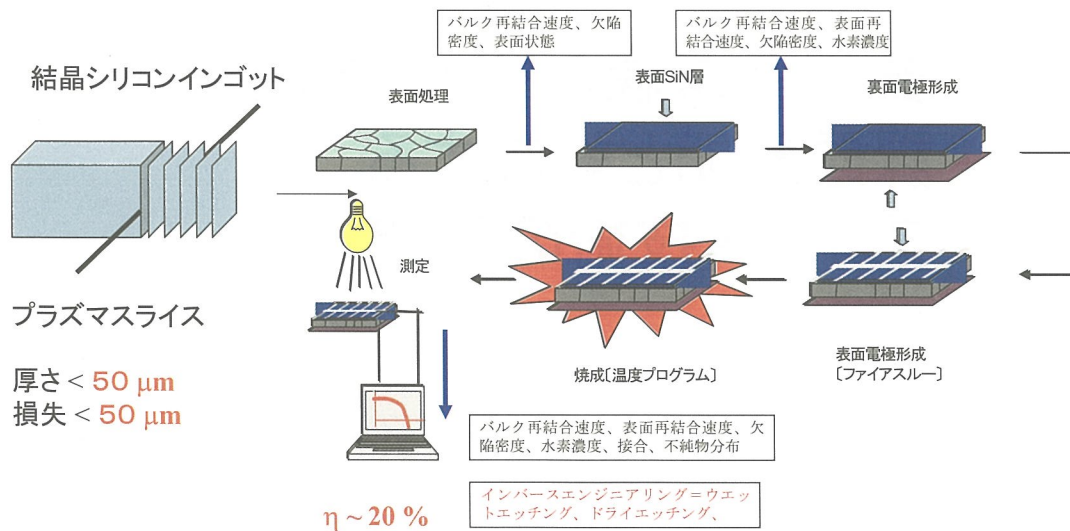 バルク再結合速度、欠陥
密度、表面状態
バルク再結合速度、表面再
結合速度、欠陥密度、水素濃度
結晶シリコンインゴット
表面処理
表面SiN層
裏面電極形成
測定
プラズマスライス
厚さ < 50 μm
損失 < 50 μm
焼成〔温度プログラム〕
表面電極形成
〔ファイアスルー〕
バルク再結合速度、表面再結合速度、欠
陥密度、水素濃度、接合、不純物分布
η ~ 20 %
インバースエンジニアリング=ウエッ
トエッチング、ドライエッチング、